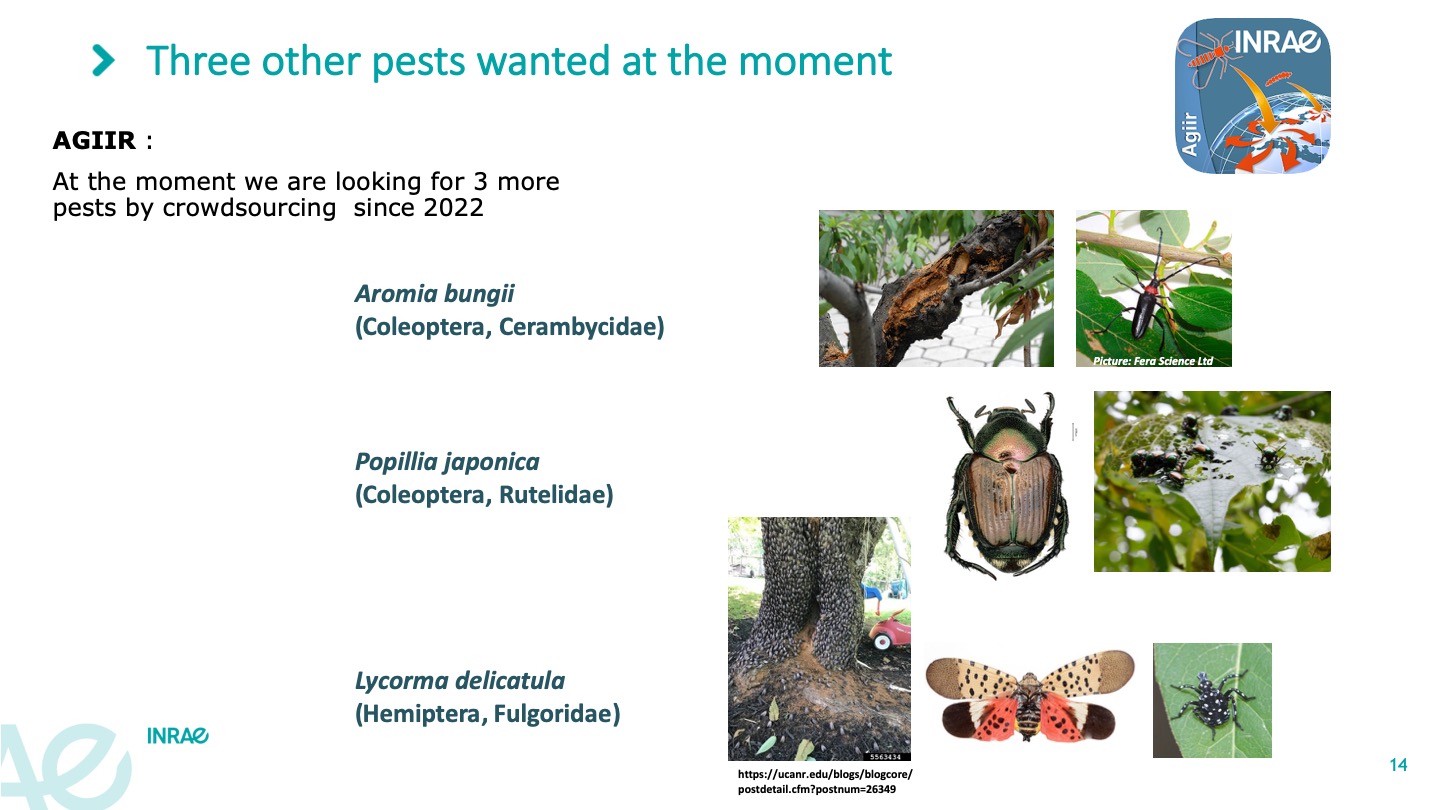 Three other pests wanted at the moment
INRAE
Agiir
AGIIR :
At the moment we are looking for 3 more
pests by crowdsourcing  since 2022
Aromia bungii
(Coleoptera, Cerambycidae)
Picture: Fera Science Ltd
Popillia japonica
(Coleoptera, Rutelidae)
Lycorma delicatula
(Hemiptera, Fulgoridae)
5563434
https://ucanr.edu/blogs/blogcore/
postdetail.cfm?postnum=26349
INRAE
14